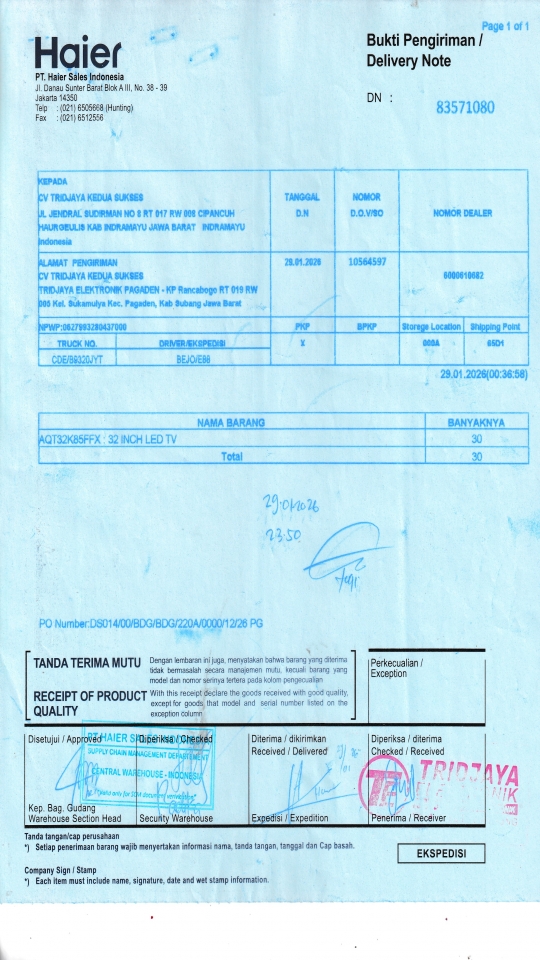 Page 1 of 1
Haier
Bukti Pengiriman /
Delivery Note
PT. Haier Sales Indonesia
Jl. Danau Sunter Barat Blok A III, No. 38 - 39
Jakarta 14350
Telp : (021) 6505668 (Hunting)
Fax : (021) 6512556
DN :
83571080
KEPADA
CV TRIDJAYA KEDUA SUKSES
JL JENDRAL SUDIRMAN NO 8 RT 017 RW 008 CIPANCUH
HAURGEULIS KAB INDRAMAYU JAWA BARAT INDRAMAYU
Indonesia
TANGGAL
D.N
NOMOR
D.O.V/SO
NOMOR DEALER
ALAMAT PENGIRIMAN
CV TRIDJAYA KEDUA SUKSES
TRIDJAYA ELEKTRONIK PAGADEN - KP Rancabogo RT 019 RW
Kel. Sukamulya Kec. Pagaden, Kab Subang Jawa Barat
29.01.2026
10564597
PKP
BPKP
Storage Location
Shipping Point
TRUCK NO.
DRIVER/EKSPEDISI
X
000A
65D1
CDE/B9320JYT
29.01.2026(00:36:58)
NAMA BARANG
BANYAKNYA
AQT32K85FFX : 32 INCH LED TV
30
Total
30
29.01.2026
23.50
PO Number:DS014/00/BDG/BDG/220A/0000/12/26 PG
TANDA TERIMA MUTU
Dengan lembaran ini juga, menyatakan bahwa barang yang diterima
tidak bermasalah secara manajemen mutu, kecuali barang yang
model dan nomor serinya tertera pada kolom pengecualian
RECEIPT OF PRODUCT
QUALITY
With this receipt declare the goods received with good quality,
except for goods that model and serial number listed on the
exception column
Perkecualian /
Exception
Disetujui / Approved
Diperiksa / Checked
Diterima / dikirimkan
Received / Delivered
Diperiksa / diterima
Checked / Received
SUPPLY CHAIN MANAGEMENT DEPARTEMENT
CENTRAL WAREHOUSE - INDONESIA
TRIDJAYA
Kep. Bag. Gudang
Warehouse Section Head
Security Warehouse
Expedisi / Expedition
Penerima / Receiver
Tanda tangan/cap perusahaan
*) Setiap penerimaan barang wajib menyertakan informasi nama, tanda tangan, tanggal dan Cap basah.
EKSPEDISI
Company Sign / Stamp
*) Each item must include name, signature, date and wet stamp information.